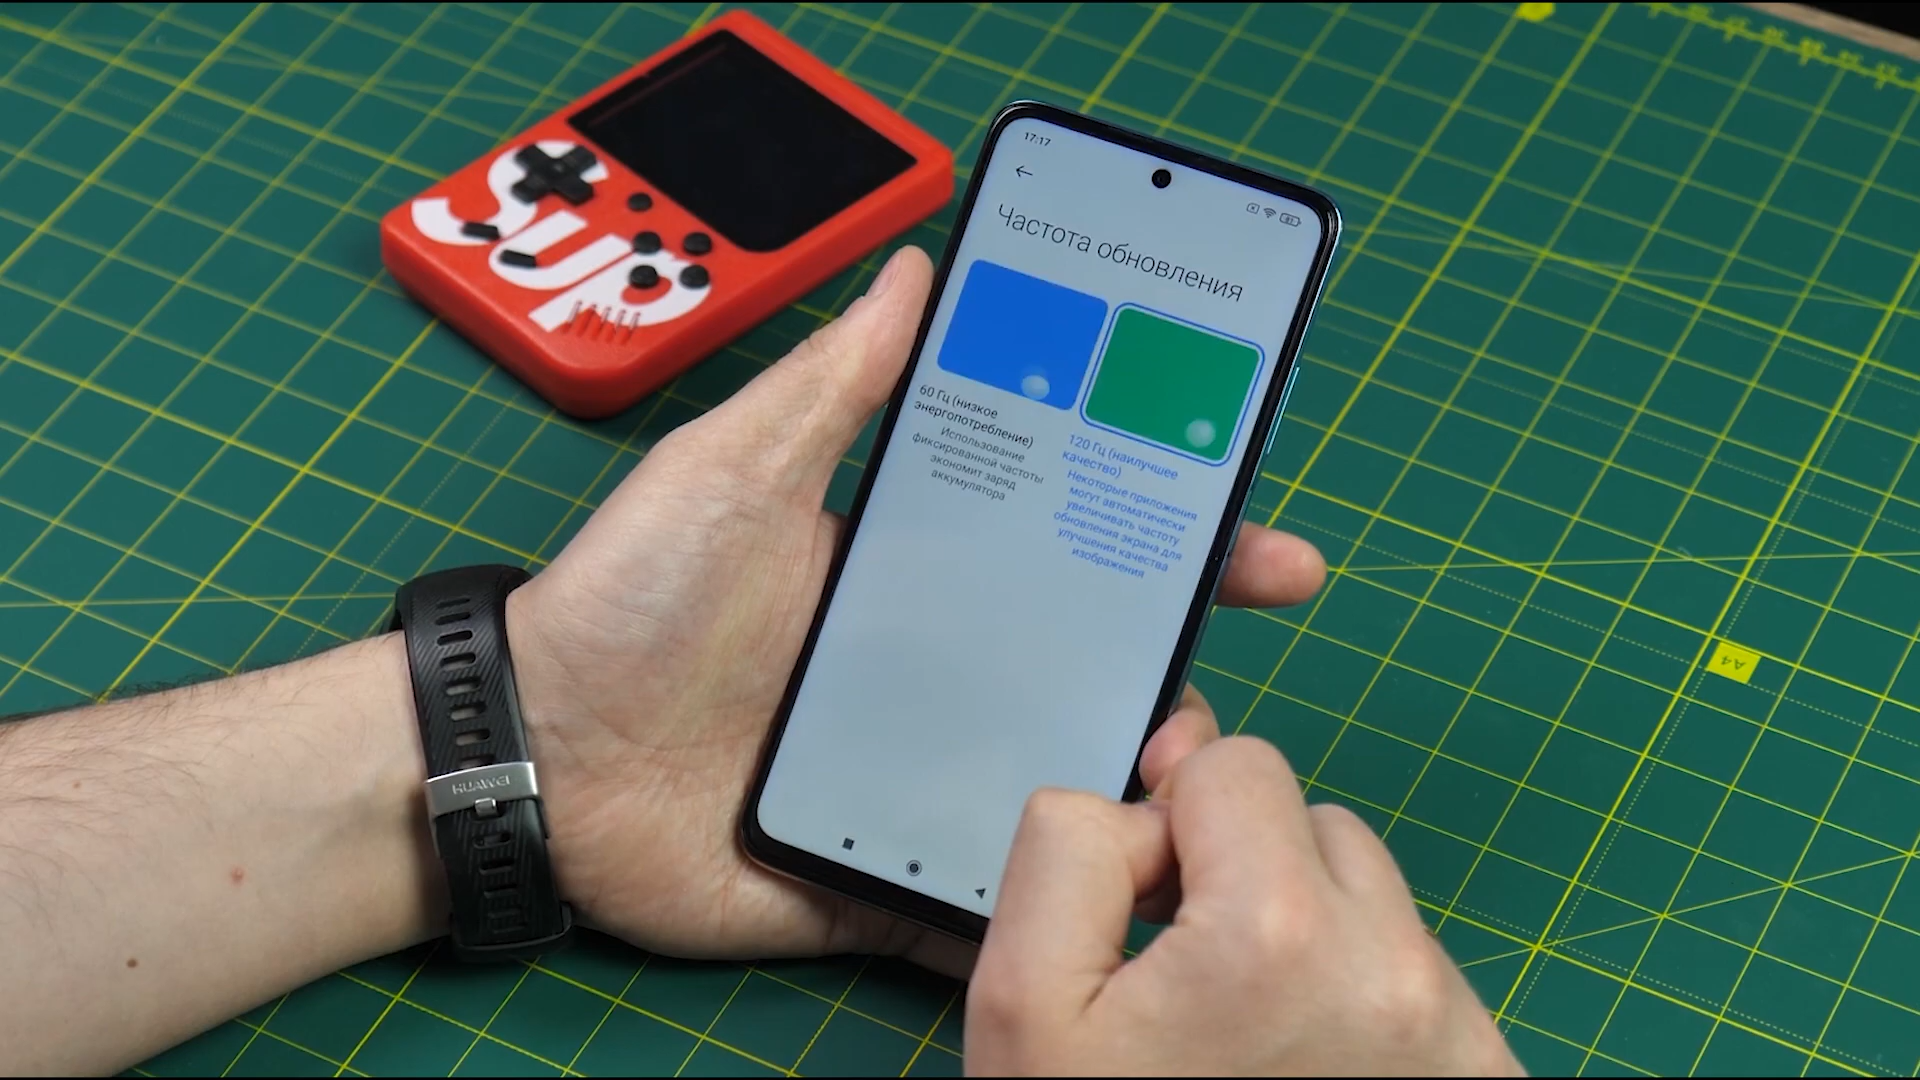 Sup
17:17
Частота обновления
60 Гц (низкое
энергопотребление)
Использование
фиксированной частоты
экономит заряд
аккумулятора
120 Гц (наилучшее
качество)
Некоторые приложения
могут автоматически
увеличивать частоту
обновления экрана для
улучшения качества
изображения
HUAWEI
A4